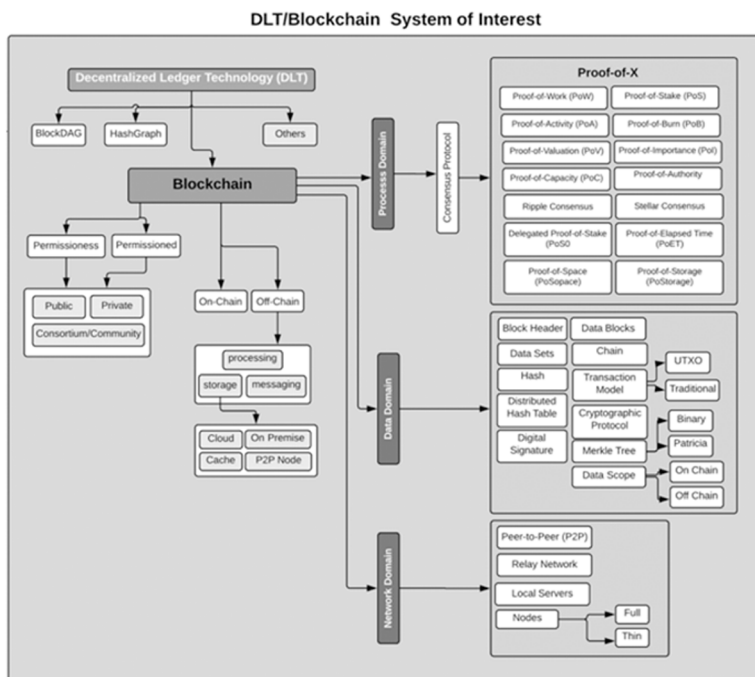 DLT/Blockchain System of Interest
Decentralized Ledger Technology (DLT)
BlockDAG
HashGraph
Others
Blockchain
Permissioness
Permissioned
Public
Private
Consortium/Community
On-Chain
Off-Chain
processing
storage
messaging
Cloud
On Premise
Cache
P2P Node
Processs Domain
Consensus Protocol
Proof-of-X
Proof-of-Work (PoW)
Proof-of-Stake (PoS)
Proof-of-Activity (PoA)
Proof-of-Burn (PoB)
Proof-of-Valuation (PoV)
Proof-of-Importance (PoI)
Proof-of-Capacity (PoC)
Proof-of-Authority
Ripple Consensus
Stellar Consensus
Delegated Proof-of-Stake
(PoS0
Proof-of-Elapsed Time
(PoET)
Proof-of-Space
(PoSopace)
Proof-of-Storage
(PoStorage)
Data Domain
Block Header
Data Blocks
Data Sets
Chain
Hash
Transaction
Model
UTXO
Traditional
Distributed
Hash Table
Cryptographic
Protocol
Digital
Signature
Merkle Tree
Binary
Patricia
Data Scope
On Chain
Off Chain
Network Domain
Peer-to-Peer (P2P)
Relay Network
Local Servers
Nodes
Full
Thin